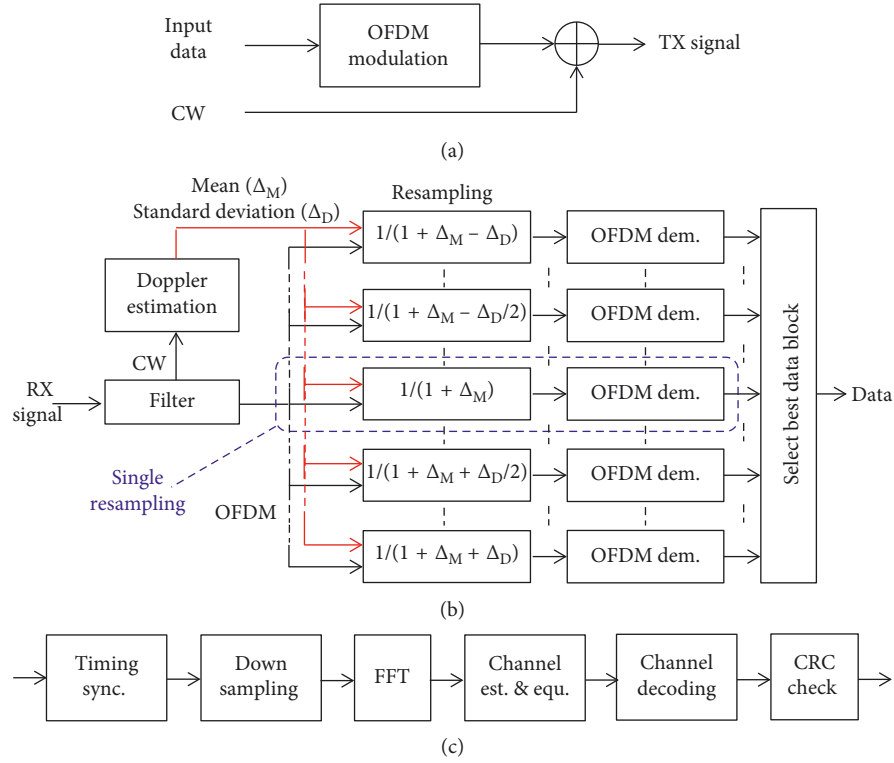 Input
data
OFDM
modulation
TX signal
CW
(a)
Mean (Δ_M)
Standard deviation (Δ_D)
Resampling
1/(1 + Δ_M – Δ_D)
OFDM dem.
Doppler
estimation
1/(1 + Δ_M – Δ_D/2)
OFDM dem.
CW
RX
signal
Filter
1/(1 + Δ_M)
OFDM dem.
Select best data block
Data
Single
resampling
1/(1 + Δ_M + Δ_D/2)
OFDM dem.
OFDM
1/(1 + Δ_M + Δ_D)
OFDM dem.
(b)
Timing
sync.
Down
sampling
FFT
Channel
est. & equ.
Channel
decoding
CRC
check
(c)